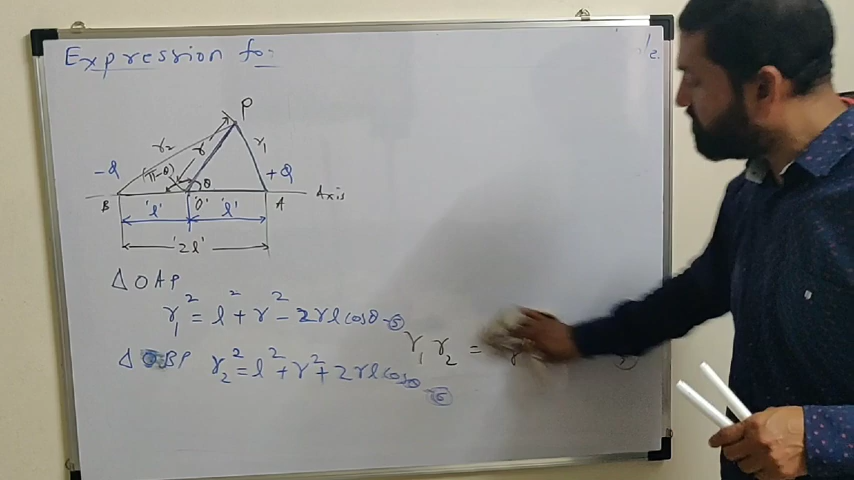 Expression for:
P
r₂ r r₁
-Q (π-θ) θ +Q
B 'O' A Axis
'l' 'l'
'2l'
△OAP
r₁² = l² + r² - 2rl cosθ -⑤
△OBP r₂² = l² + r² + 2rl cosθ -⑥
r₁ r₂ =